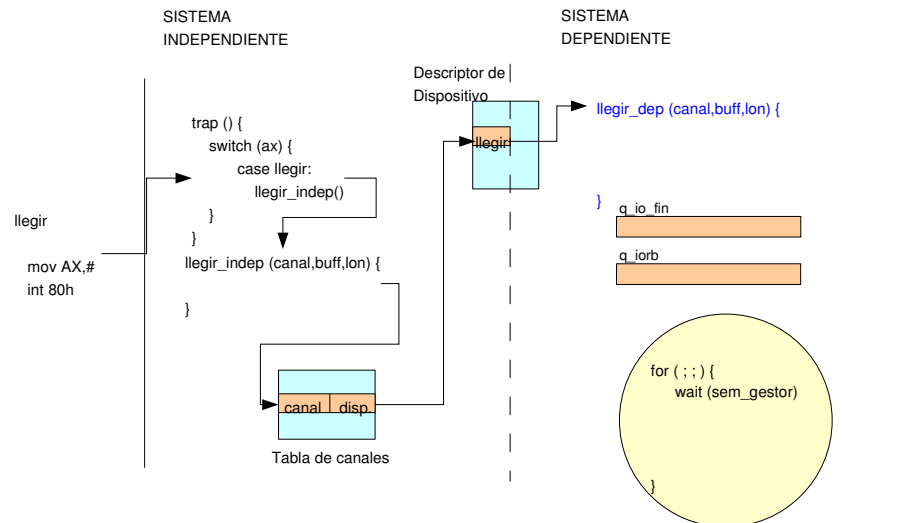 SISTEMA
INDEPENDIENTE
SISTEMA
DEPENDIENTE
Descriptor de
Dispositivo
llegir
llegir_dep (canal,buff,lon) {
}
trap () {
switch (ax) {
case llegir:
llegir_indep()
}
}
llegir_indep (canal,buff,lon) {
}
llegir
mov AX,#
int 80h
canal disp.
Tabla de canales
q_io_fin
q_iorb
for ( ; ; ) {
wait (sem_gestor)
}